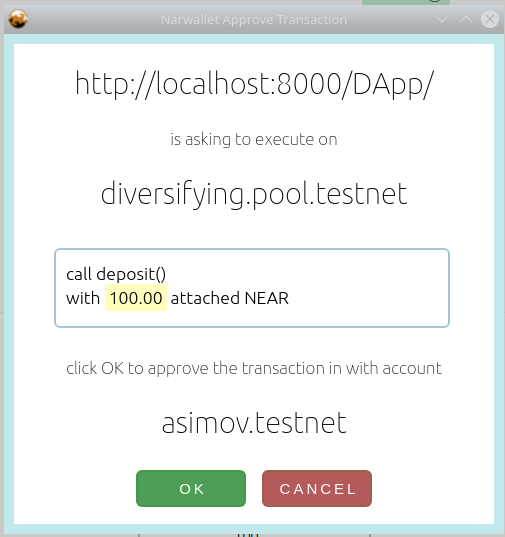 Narwallet Approve Transaction
http://localhost:8000/DApp/
is asking to execute on
diversifying.pool.testnet
call deposit()
with 100.00 attached NEAR
click OK to approve the transaction in with account
asimov.testnet
OK
CANCEL